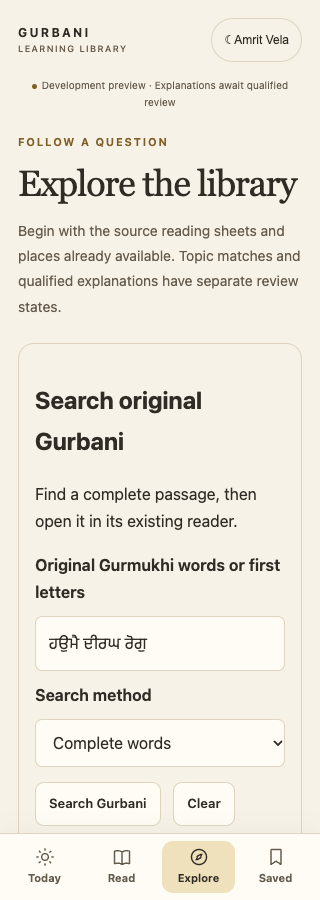 GURBANI
LEARNING LIBRARY
Amrit Vela
Development preview · Explanations await qualified
review
FOLLOW A QUESTION
Explore the library
Begin with the source reading sheets and
places already available. Topic matches and
qualified explanations have separate review
states.
Search original
Gurbani
Find a complete passage, then
open it in its existing reader.
Original Gurmukhi words or first
letters
ਹਉਮੈ ਦੀਰਘ ਰੋਗੁ
Search method
Complete words
Search Gurbani Clear
Today Read Explore Saved